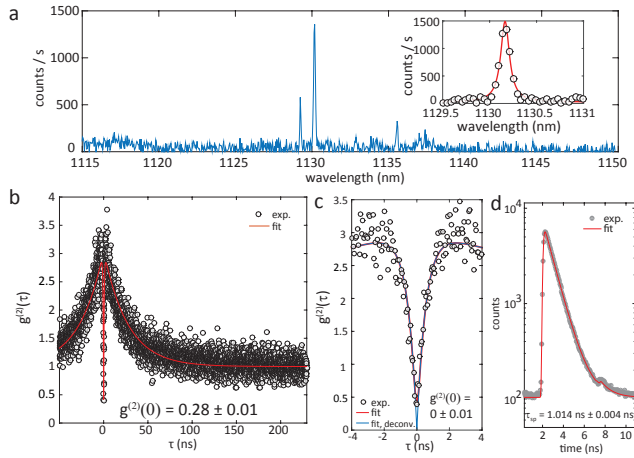 a
1500
1000
500
0
counts / s
1115
1120
1125
1130
1135
1140
1145
1150
wavelength (nm)
1500
1000
500
0
counts / s
1129.5
1130
1130.5
1131
wavelength (nm)
b
4
3.5
3
2.5
2
1.5
1
0.5
0
g⁽²⁾(τ)
exp.
fit
g⁽²⁾(0) = 0.28 ± 0.01
0
50
100
150
200
τ (ns)
c
3.5
3
2.5
2
1.5
1
0.5
0
g⁽²⁾(τ)
exp.
fit
fit, deconv.
g⁽²⁾(0) =
0 ± 0.01
-4
-2
0
2
4
τ (ns)
d
10⁴
10³
10²
counts
exp.
fit
τsp = 1.014 ns ± 0.004 ns
2
4
6
8
10
time (ns)